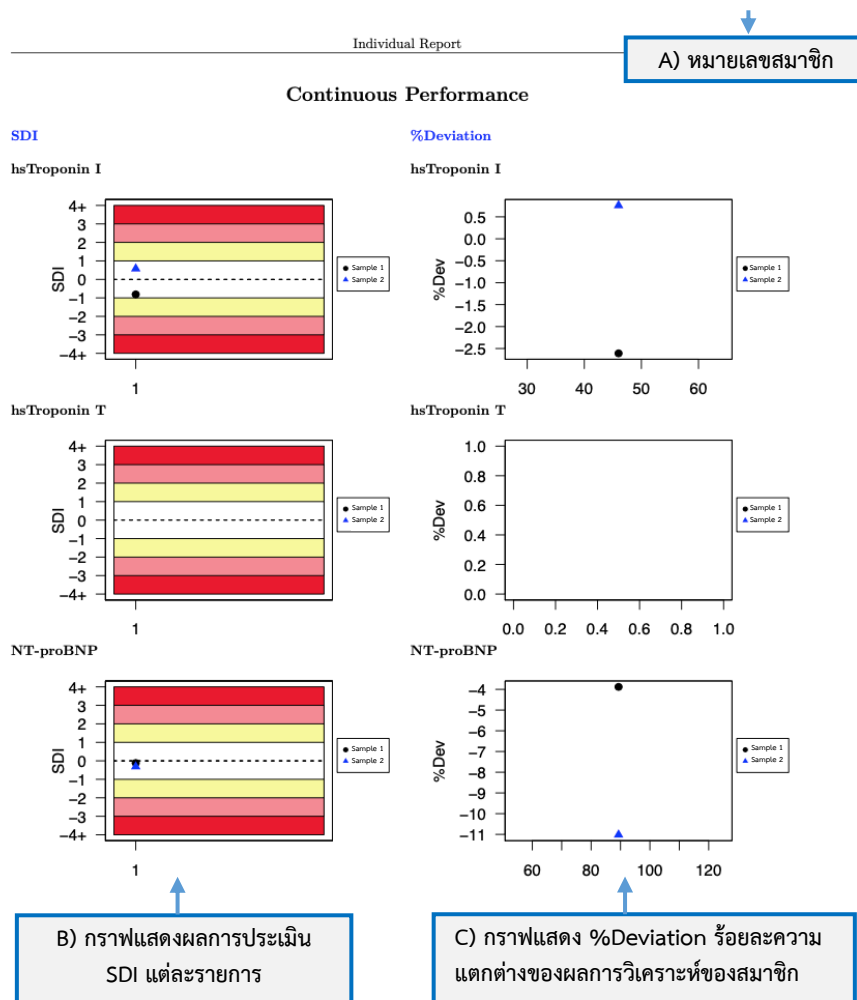 Individual Report
A) หมายเลขสมาชิก
Continuous Performance
SDI
%Deviation
hsTroponin I
hsTroponin I
4+
3
2
1
0
−1
−2
−3
−4+
SDI
1
Sample 1
Sample 2
0.5
0.0
−0.5
−1.0
−1.5
−2.0
−2.5
%Dev
30 40 50 60
Sample 1
Sample 2
hsTroponin T
hsTroponin T
4+
3
2
1
0
−1
−2
−3
−4+
SDI
1
Sample 1
Sample 2
1.0
0.8
0.6
0.4
0.2
0.0
%Dev
0.0 0.2 0.4 0.6 0.8 1.0
Sample 1
Sample 2
NT-proBNP
NT-proBNP
4+
3
2
1
0
−1
−2
−3
−4+
SDI
1
Sample 1
Sample 2
−4
−5
−6
−7
−8
−9
−10
−11
%Dev
60 80 100 120
Sample 1
Sample 2
B) กราฟแสดงผลการประเมิน
SDI แต่ละรายการ
C) กราฟแสดง %Deviation ร้อยละความ
แตกต่างของผลการวิเคราะห์ของสมาชิก